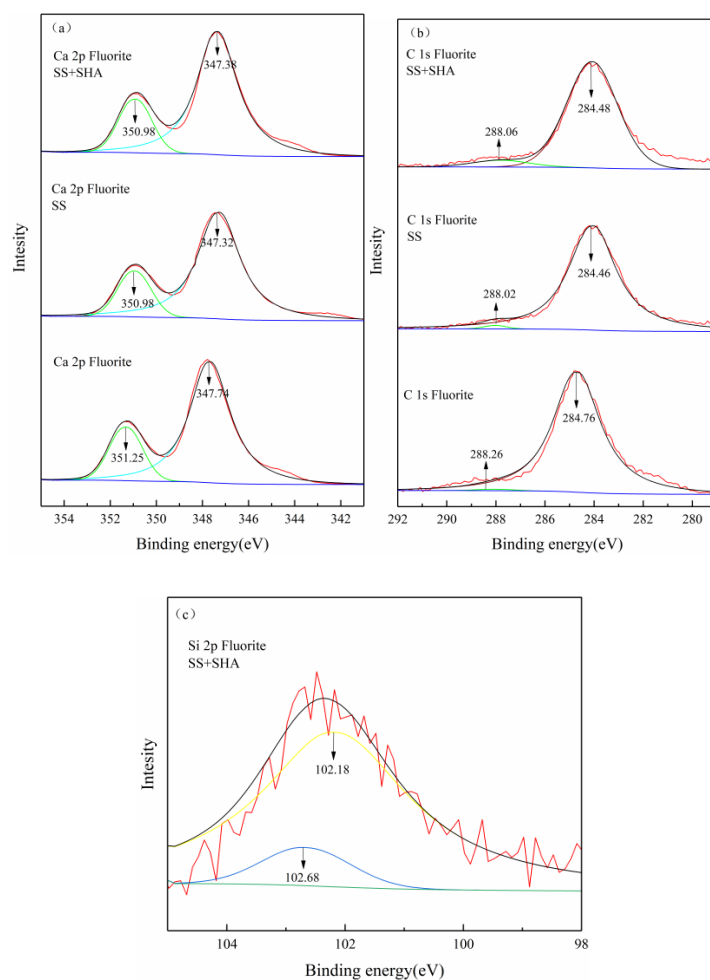 (a)
Ca 2p Fluorite
SS+SHA
347.38
350.98
Ca 2p Fluorite
SS
347.32
350.98
Ca 2p Fluorite
347.74
351.25
Intesity
354 352 350 348 346 344 342
Binding energy(eV)
(b)
C 1s Fluorite
SS+SHA
284.48
288.06
C 1s Fluorite
SS
284.46
288.02
C 1s Fluorite
284.76
288.26
Intesity
292 290 288 286 284 282 280
Binding energy(eV)
(c)
Si 2p Fluorite
SS+SHA
102.18
102.68
Intesity
104 102 100 98
Binding energy(eV)